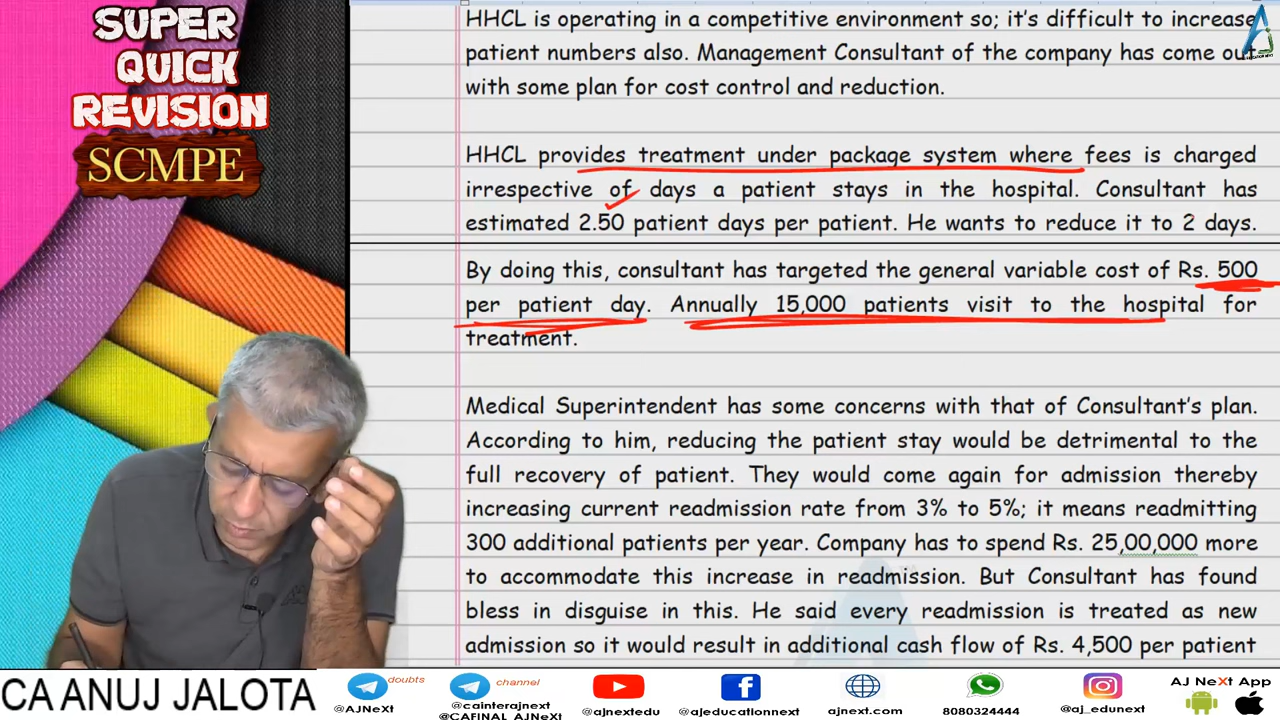 SUPER
QUICK
REVISION
SCMPE
HHCL is operating in a competitive environment so; it's difficult to increase
patient numbers also. Management Consultant of the company has come out
with some plan for cost control and reduction.
HHCL provides treatment under package system where fees is charged
irrespective of days a patient stays in the hospital. Consultant has
estimated 2.50 patient days per patient. He wants to reduce it to 2 days.
By doing this, consultant has targeted the general variable cost of Rs. 500
per patient day. Annually 15,000 patients visit to the hospital for
treatment.
Medical Superintendent has some concerns with that of Consultant's plan.
According to him, reducing the patient stay would be detrimental to the
full recovery of patient. They would come again for admission thereby
increasing current readmission rate from 3% to 5%; it means readmitting
300 additional patients per year. Company has to spend Rs. 25,00,000 more
to accommodate this increase in readmission. But Consultant has found
bless in disguise in this. He said every readmission is treated as new
admission so it would result in additional cash flow of Rs. 4,500 per patient
CA ANUJ JALOTA
doubts
@AJNeXt
channel
@cainterajnext
@CAFINAL_AJNeXt
@ajnextedu
@ajeducationnext
ajnext.com
8080324444
@aj_edunext
AJ NeXt App